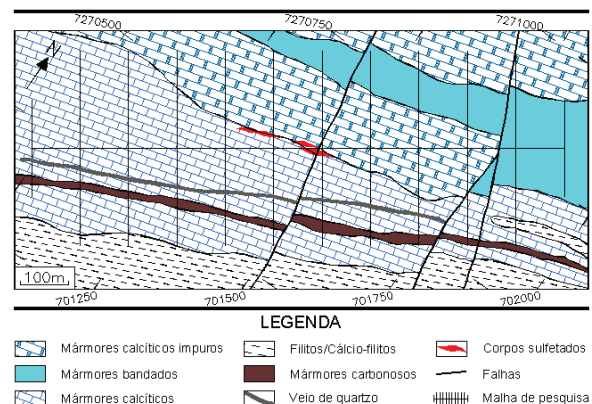 7270500 7270750 7271000
N
100m
701250 701500 701750 702000
LEGENDA
Mármores calcíticos impuros Filitos/Cálcio-filitos Corpos sulfetados
Mármores bandados Mármores carbonosos Falhas
Mármores calcíticos Veio de quartzo Malha de pesquisa